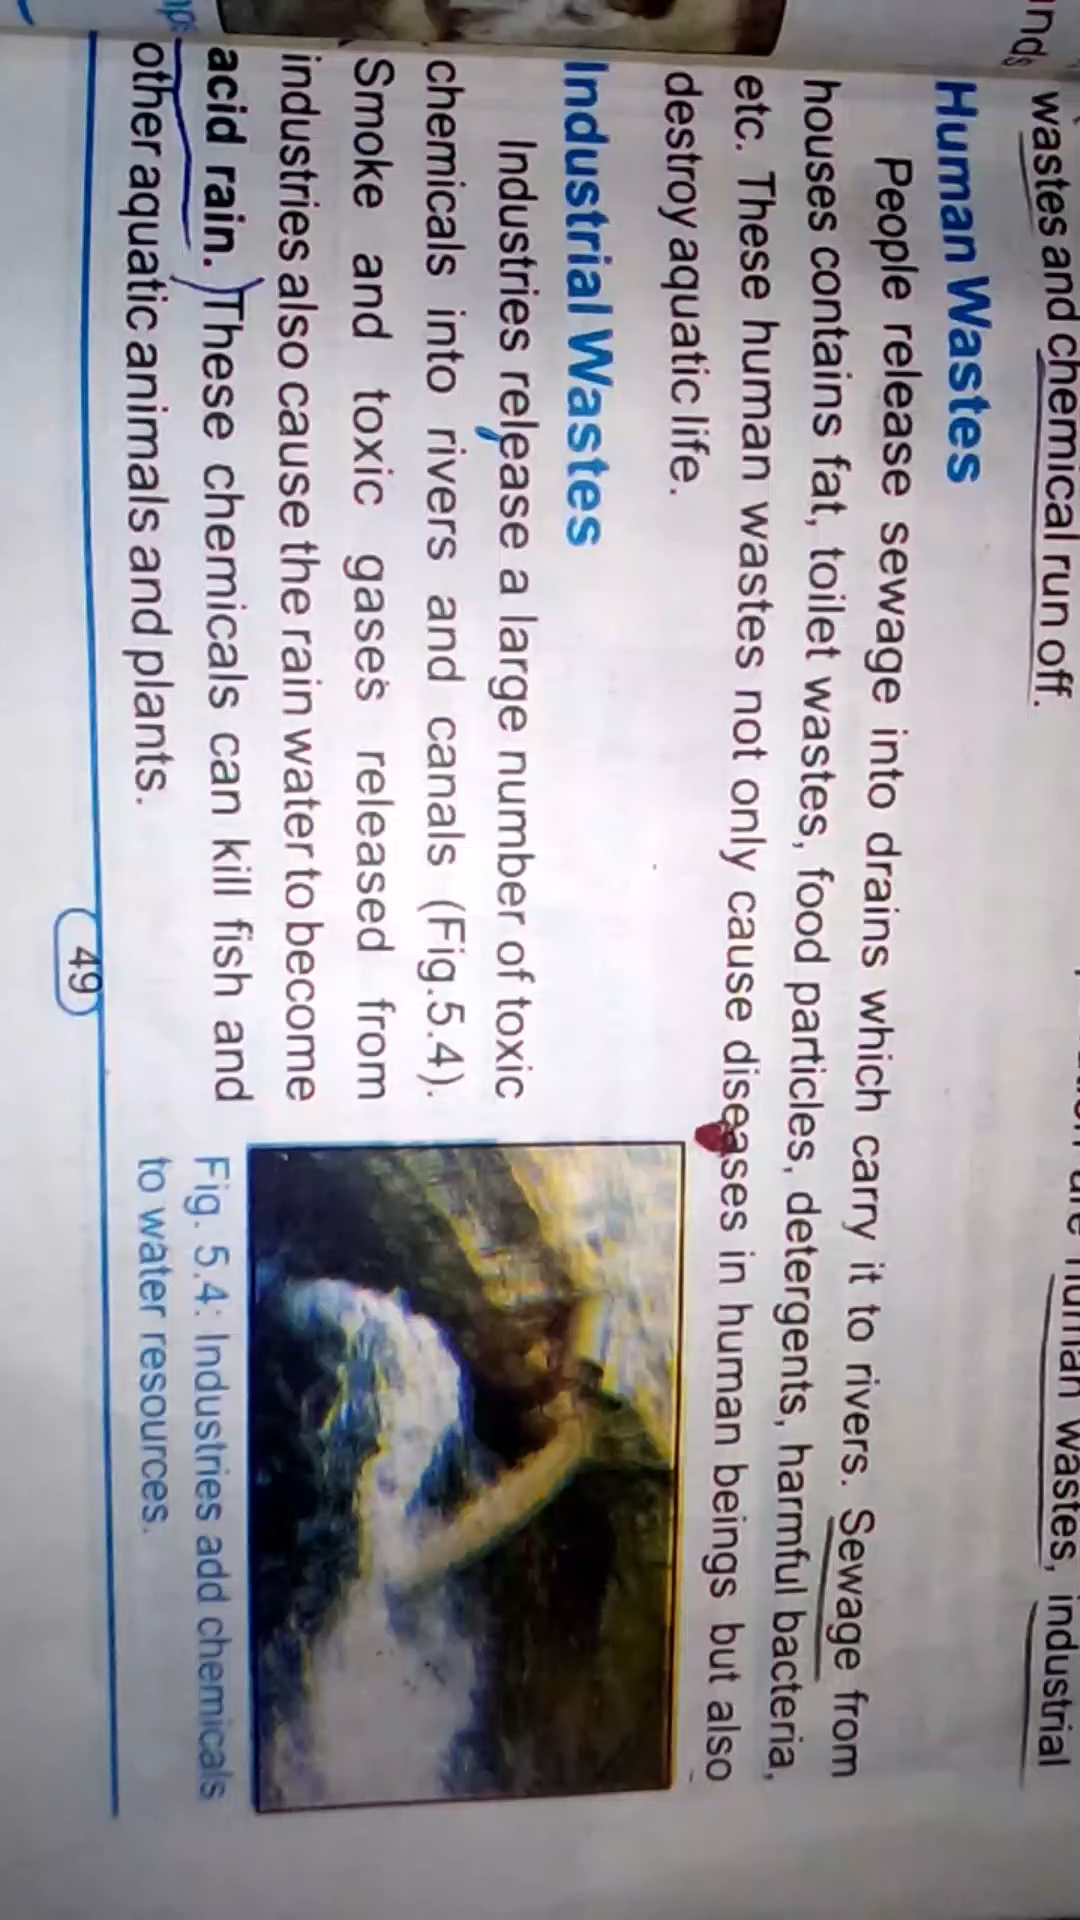 human wastes, industrial
wastes and chemical run off.
Human Wastes
People release sewage into drains which carry it to rivers. Sewage from
houses contains fat, toilet wastes, food particles, detergents, harmful bacteria,
etc. These human wastes not only cause diseases in human beings but also
destroy aquatic life.
Industrial Wastes
Industries release a large number of toxic
chemicals into rivers and canals (Fig.5.4).
Smoke and toxic gases released from
industries also cause the rain water to become
acid rain. These chemicals can kill fish and
other aquatic animals and plants.
Fig. 5.4: Industries add chemicals
to water resources.
49